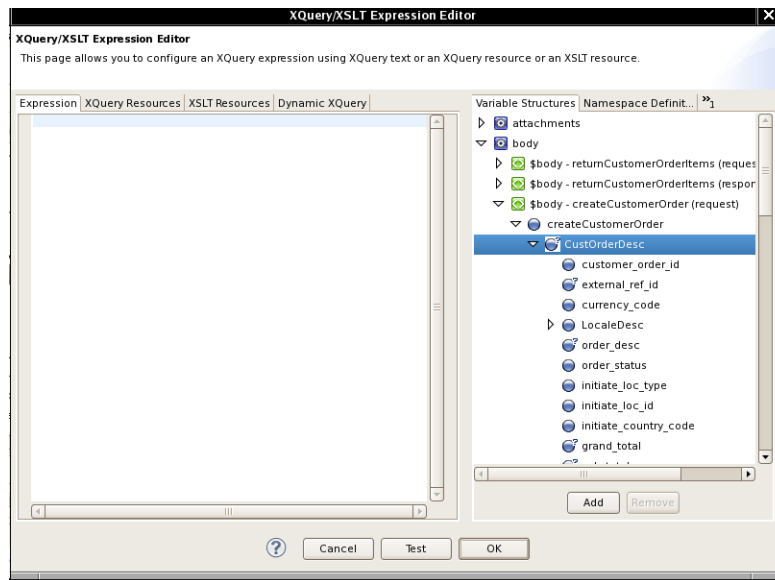 XQuery/XSLT Expression Editor
XQuery/XSLT Expression Editor
This page allows you to configure an XQuery expression using XQuery text or an XQuery resource or an XSLT resource.
Expression XQuery Resources XSLT Resources Dynamic XQuery
Variable Structures Namespace Definit... »1
attachments
body
$body - returnCustomerOrderItems (reques
$body - returnCustomerOrderItems (respor
$body - createCustomerOrder (request)
createCustomerOrder
CustOrderDesc
customer_order_id
external_ref_id
currency_code
LocaleDesc
order_desc
order_status
initiate_loc_type
initiate_loc_id
initiate_country_code
grand_total
Add Remove
? Cancel Test OK